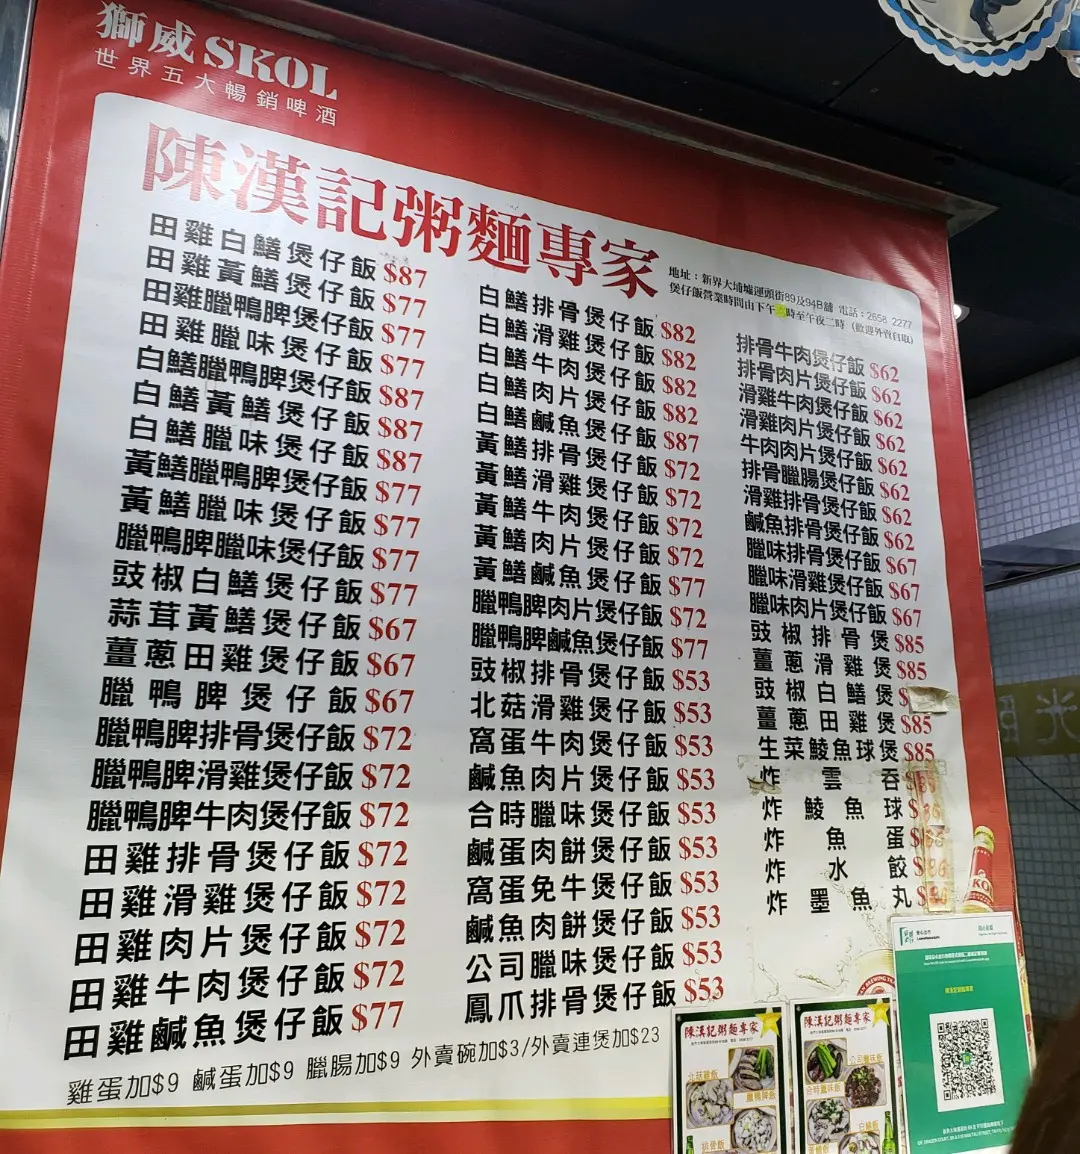 獅威 SKOL
世界五大暢銷啤酒
陳漢記粥麵專家
地址：新界大埔墟運頭街89及94B舖 電話：2658 2277
煲仔飯營業時間由下午 時至午夜二時 (歡迎外賣自取)
田雞白鱔煲仔飯 $87
田雞黃鱔煲仔飯 $77
田雞臘鴨脾煲仔飯 $77
田雞臘味煲仔飯 $77
白鱔臘鴨脾煲仔飯 $87
白鱔黃鱔煲仔飯 $87
白鱔臘味煲仔飯 $87
黃鱔臘鴨脾煲仔飯 $77
黃鱔臘味煲仔飯 $77
臘鴨脾臘味煲仔飯 $77
豉椒白鱔煲仔飯 $77
蒜茸黃鱔煲仔飯 $67
薑蔥田雞煲仔飯 $67
臘鴨脾煲仔飯 $67
臘鴨脾排骨煲仔飯 $72
臘鴨脾滑雞煲仔飯 $72
臘鴨脾牛肉煲仔飯 $72
田雞排骨煲仔飯 $72
田雞滑雞煲仔飯 $72
田雞肉片煲仔飯 $72
田雞牛肉煲仔飯 $72
田雞鹹魚煲仔飯 $77
白鱔排骨煲仔飯 $82
白鱔滑雞煲仔飯 $82
白鱔牛肉煲仔飯 $82
白鱔肉片煲仔飯 $82
白鱔鹹魚煲仔飯 $87
黃鱔排骨煲仔飯 $72
黃鱔滑雞煲仔飯 $72
黃鱔牛肉煲仔飯 $72
黃鱔肉片煲仔飯 $72
黃鱔鹹魚煲仔飯 $77
臘鴨脾肉片煲仔飯 $72
臘鴨脾鹹魚煲仔飯 $77
豉椒排骨煲仔飯 $53
北菇滑雞煲仔飯 $53
窩蛋牛肉煲仔飯 $53
鹹魚肉片煲仔飯 $53
合時臘味煲仔飯 $53
鹹蛋肉餅煲仔飯 $53
窩蛋免牛煲仔飯 $53
鹹魚肉餅煲仔飯 $53
公司臘味煲仔飯 $53
鳳爪排骨煲仔飯 $53
排骨牛肉煲仔飯 $62
排骨肉片煲仔飯 $62
滑雞牛肉煲仔飯 $62
滑雞肉片煲仔飯 $62
牛肉肉片煲仔飯 $62
排骨臘腸煲仔飯 $62
滑雞排骨煲仔飯 $62
鹹魚排骨煲仔飯 $62
臘味排骨煲仔飯 $67
臘味滑雞煲仔飯 $67
臘味肉片煲仔飯 $67
豉椒排骨煲 $85
薑蔥滑雞煲 $85
豉椒白鱔煲 $
薑蔥田雞煲 $85
生菜鯪魚球煲 $85
炸雲吞
炸鯪魚球
炸魚蛋
炸水餃
炸墨魚丸
雞蛋加$9 鹹蛋加$9 臘腸加$9 外賣碗加$3/外賣連煲加$23
陳漢記粥麵專家
北菇雞飯
臘鴨脾飯
排骨飯
陳漢記粥麵專家
公司臘味飯
合時臘味飯